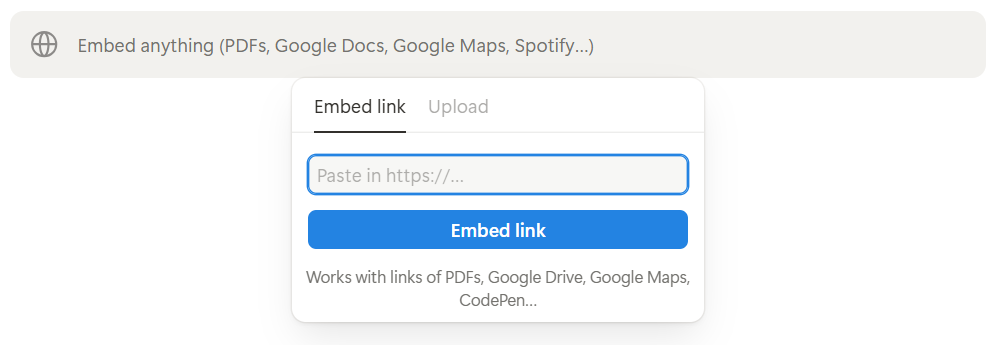 Embed anything (PDFs, Google Docs, Google Maps, Spotify...)
Embed link
Upload
Paste in https://...
Embed link
Works with links of PDFs, Google Drive, Google Maps,
CodePen...